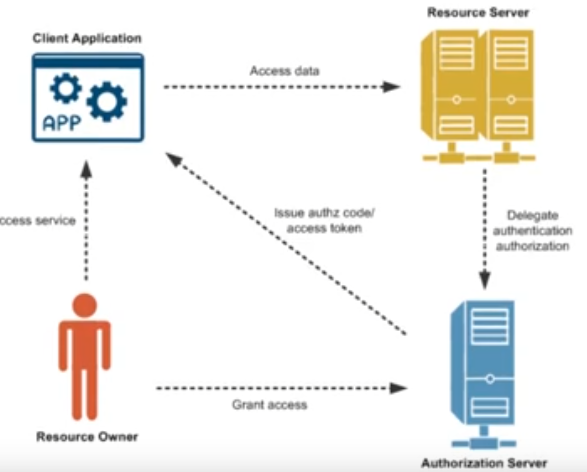 Resource Server
Client Application
Access data
APP
ccess service
Issue authz code/
access token
Delegate
authentication
authorization
Grant access
Resource Owner
Authorization Server